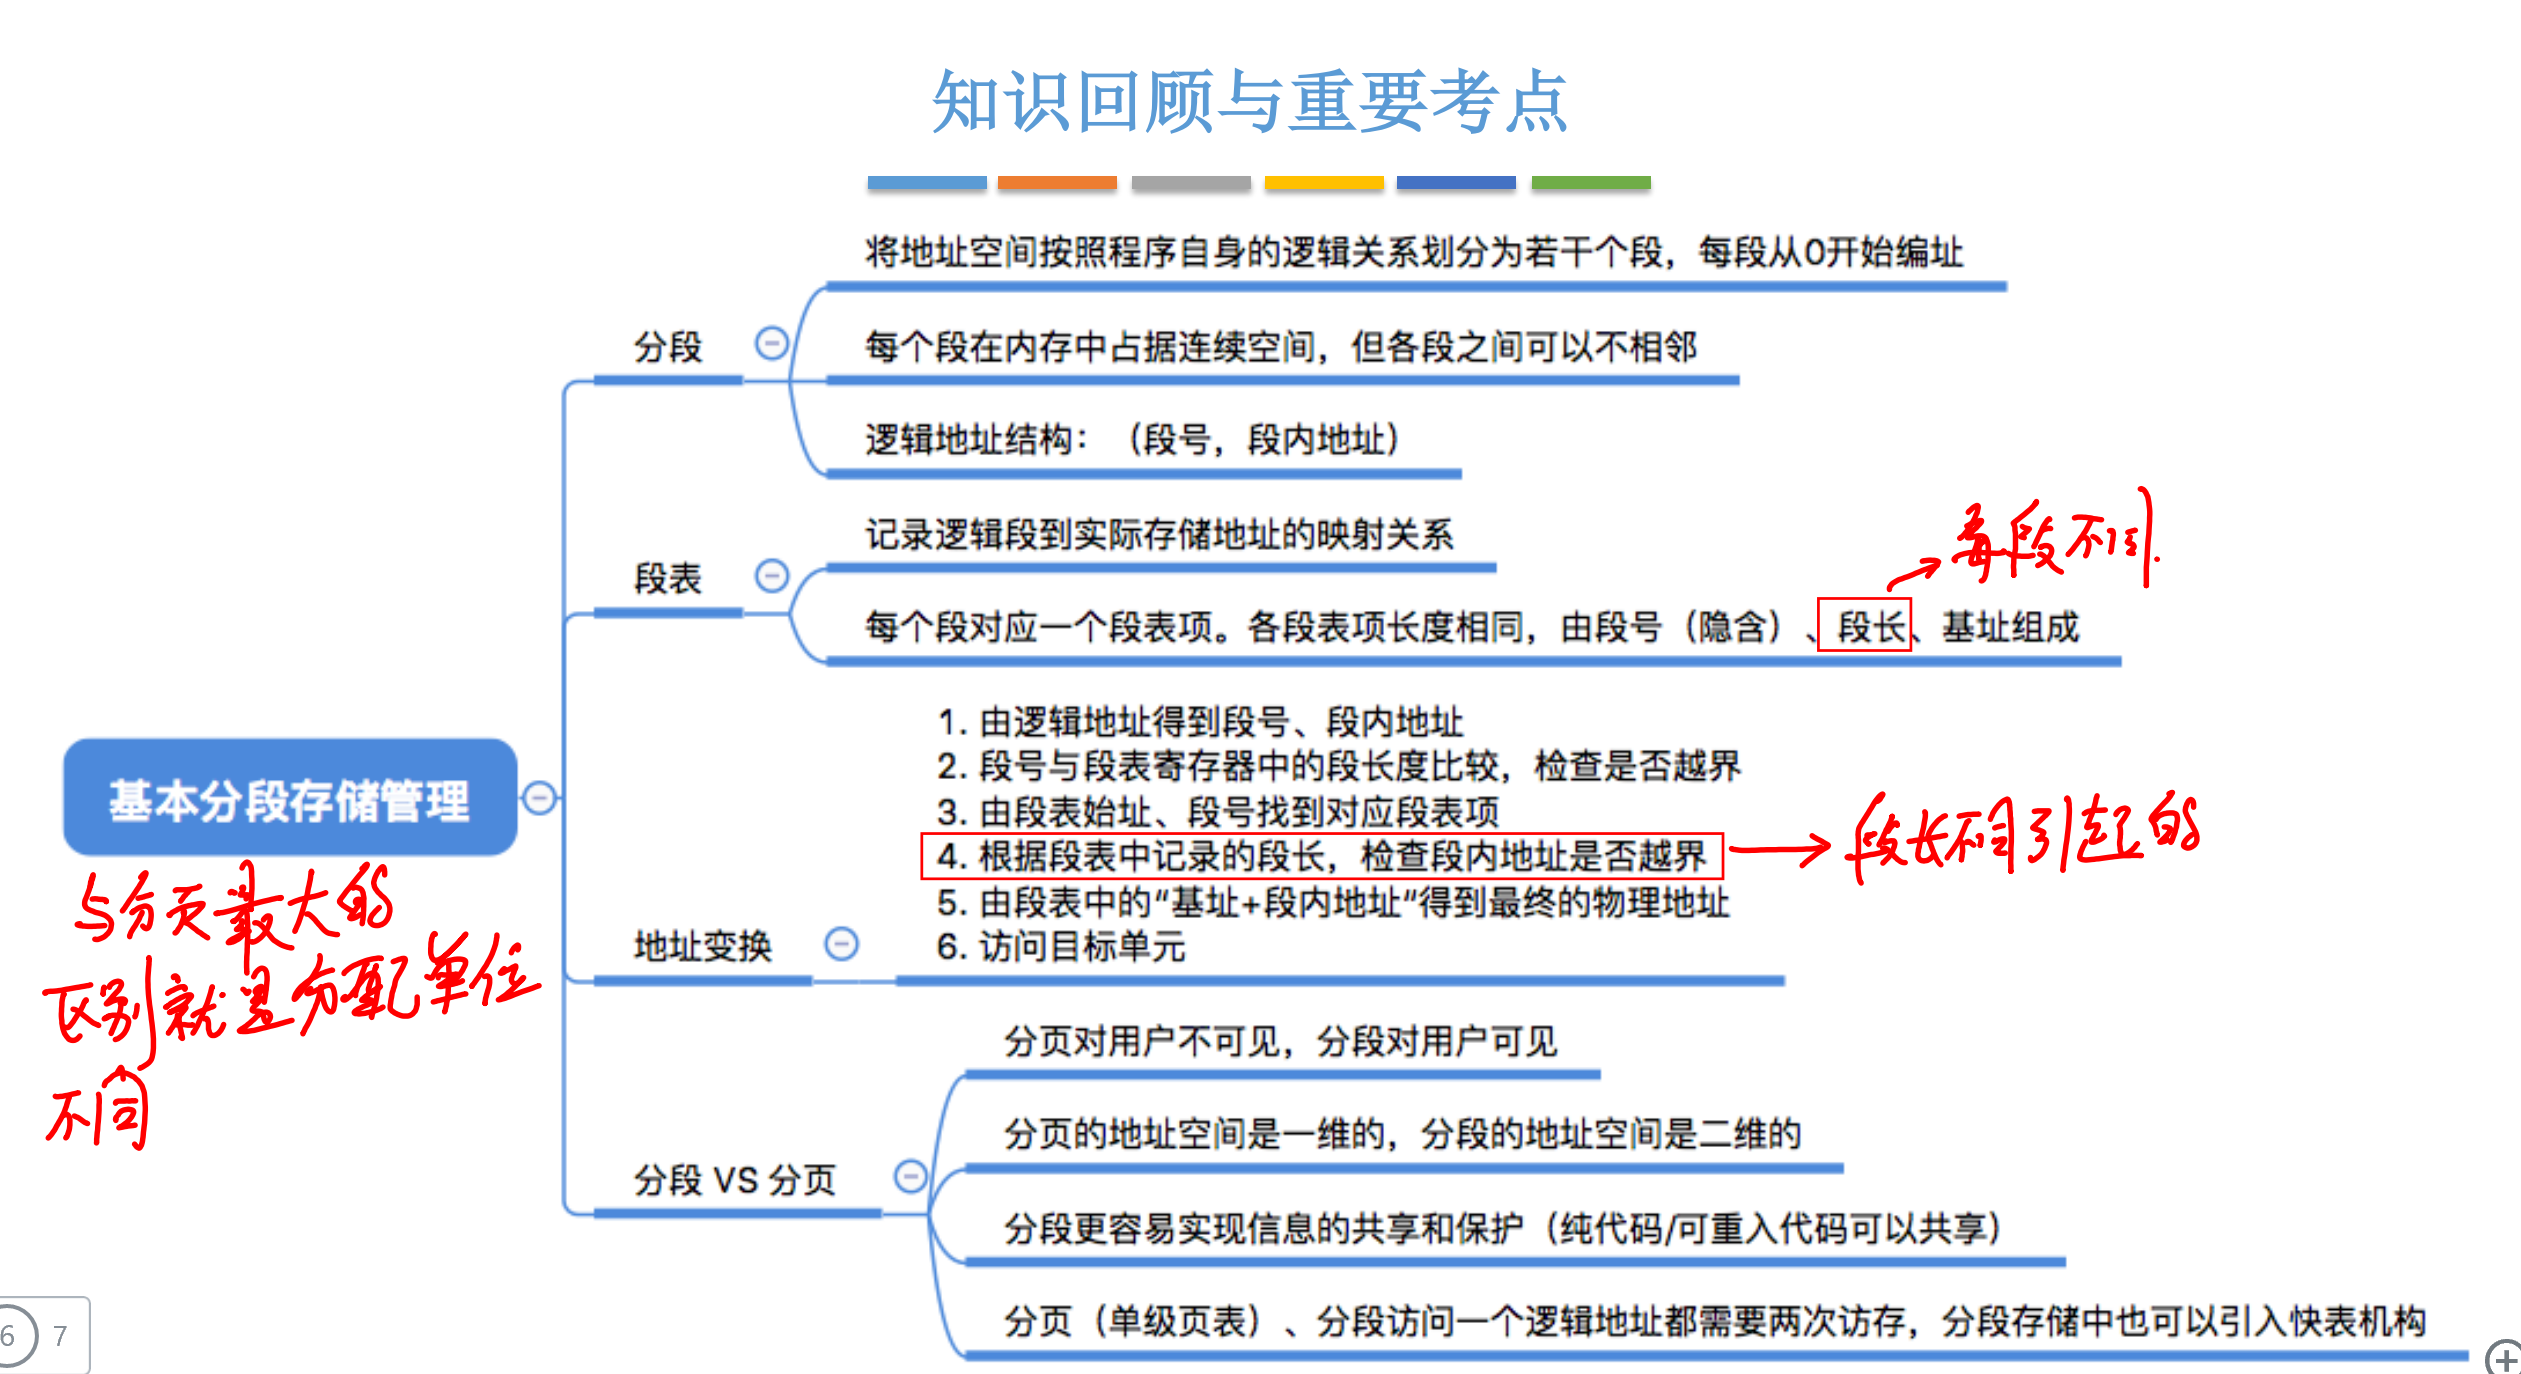 知识回顾与重要考点
将地址空间按照程序自身的逻辑关系划分为若干个段，每段从0开始编址
分段
每个段在内存中占据连续空间，但各段之间可以不相邻
逻辑地址结构：（段号，段内地址）
记录逻辑段到实际存储地址的映射关系
每段不同.
段表
每个段对应一个段表项。各段表项长度相同，由段号（隐含）、段长、基址组成
基本分段存储管理
与分页最大的
区别就是分配单位
不同
1. 由逻辑地址得到段号、段内地址
2. 段号与段表寄存器中的段长度比较，检查是否越界
3. 由段表始址、段号找到对应段表项
4. 根据段表中记录的段长，检查段内地址是否越界
段长不同引起的
5. 由段表中的“基址+段内地址“得到最终的物理地址
6. 访问目标单元
地址变换
分页对用户不可见，分段对用户可见
分页的地址空间是一维的，分段的地址空间是二维的
分段 VS 分页
分段更容易实现信息的共享和保护（纯代码/可重入代码可以共享）
分页（单级页表）、分段访问一个逻辑地址都需要两次访存，分段存储中也可以引入快表机构
6 7